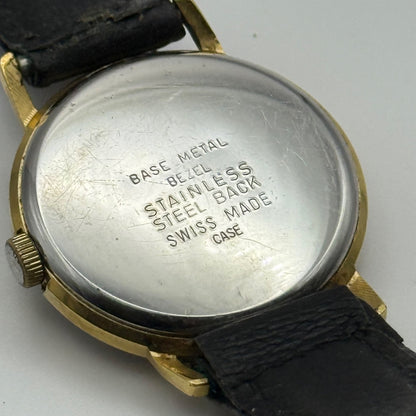 BASE METAL
BEZEL
STAINLESS
STEEL BACK
SWISS MADE
CASE